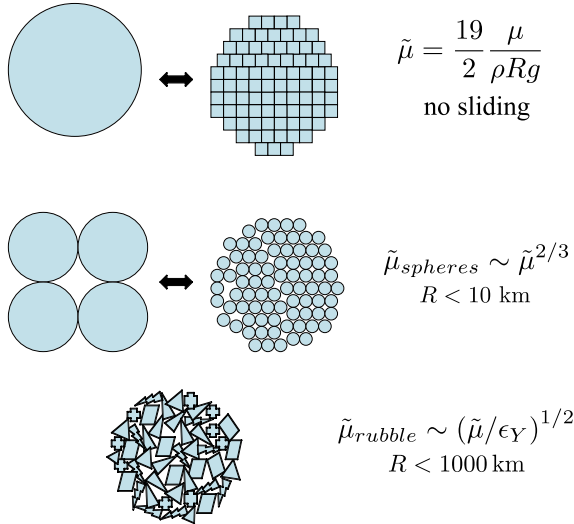 μ̃ = 19/2 μ/ρRg
no sliding
μ̃_spheres ∼ μ̃^{2/3}
R < 10 km
μ̃_rubble ∼ (μ̃/ϵ_Y)^{1/2}
R < 1000 km